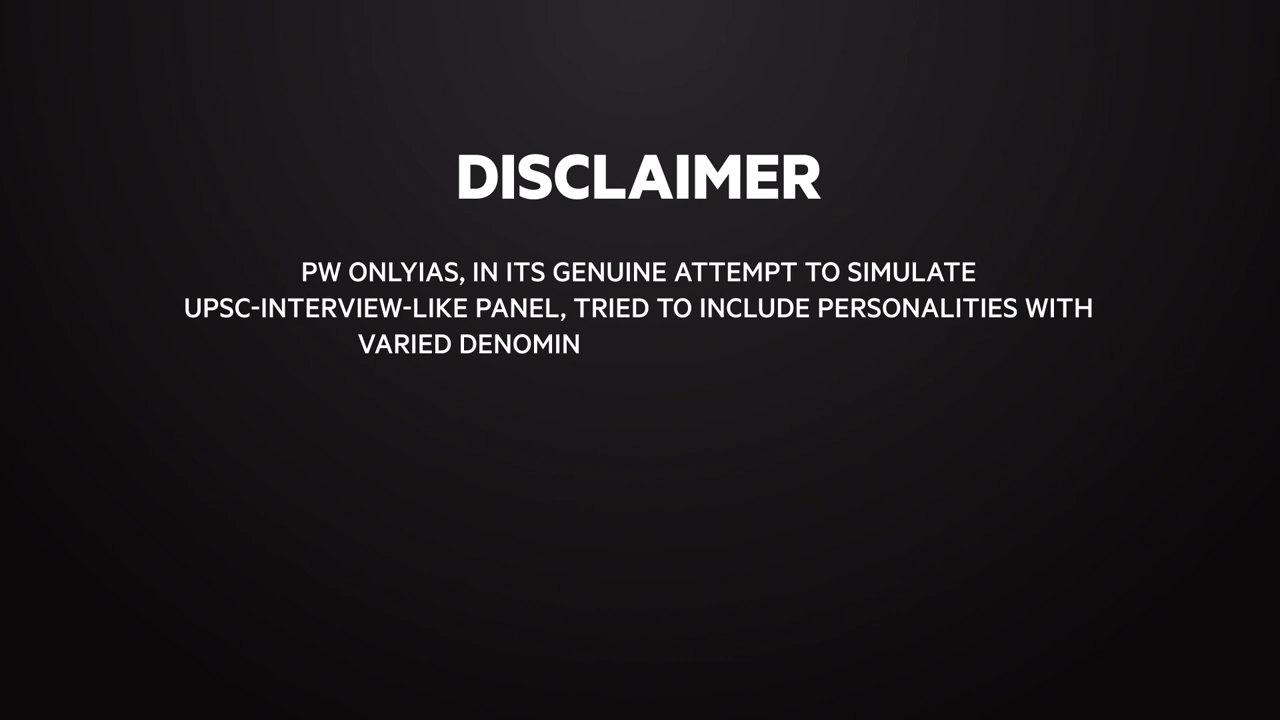 DISCLAIMER
PW ONLYIAS, IN ITS GENUINE ATTEMPT TO SIMULATE
UPSC-INTERVIEW-LIKE PANEL, TRIED TO INCLUDE PERSONALITIES WITH
VARIED DENOMIN